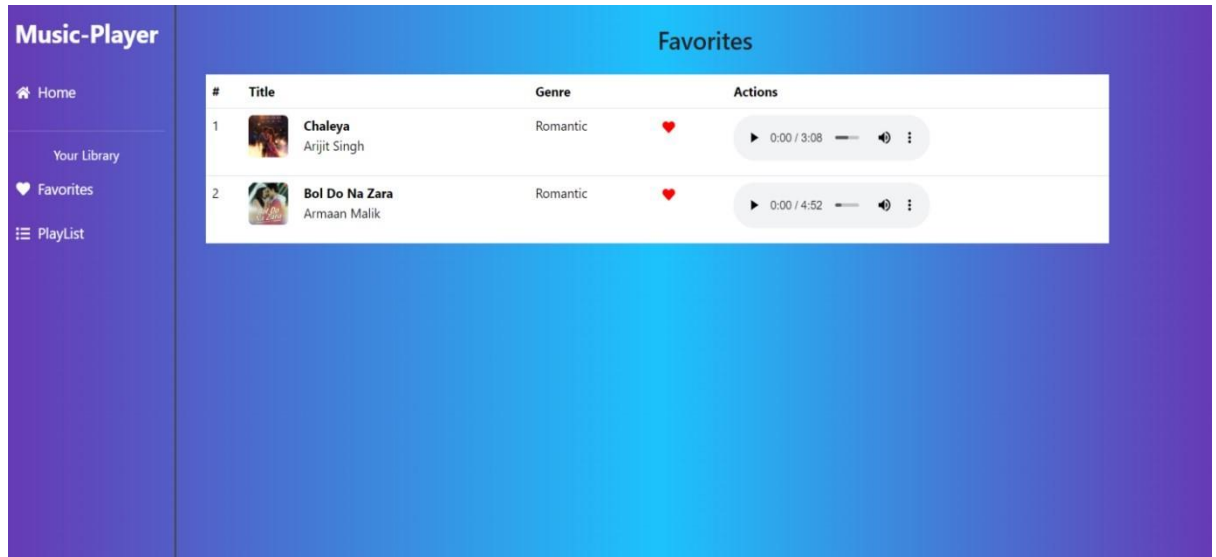 Music-Player
Home
Your Library
Favorites
PlayList
Favorites
# Title Genre Actions
1 Chaleya Romantic 0:00 / 3:08
Arijit Singh
2 Bol Do Na Zara Romantic 0:00 / 4:52
Armaan Malik